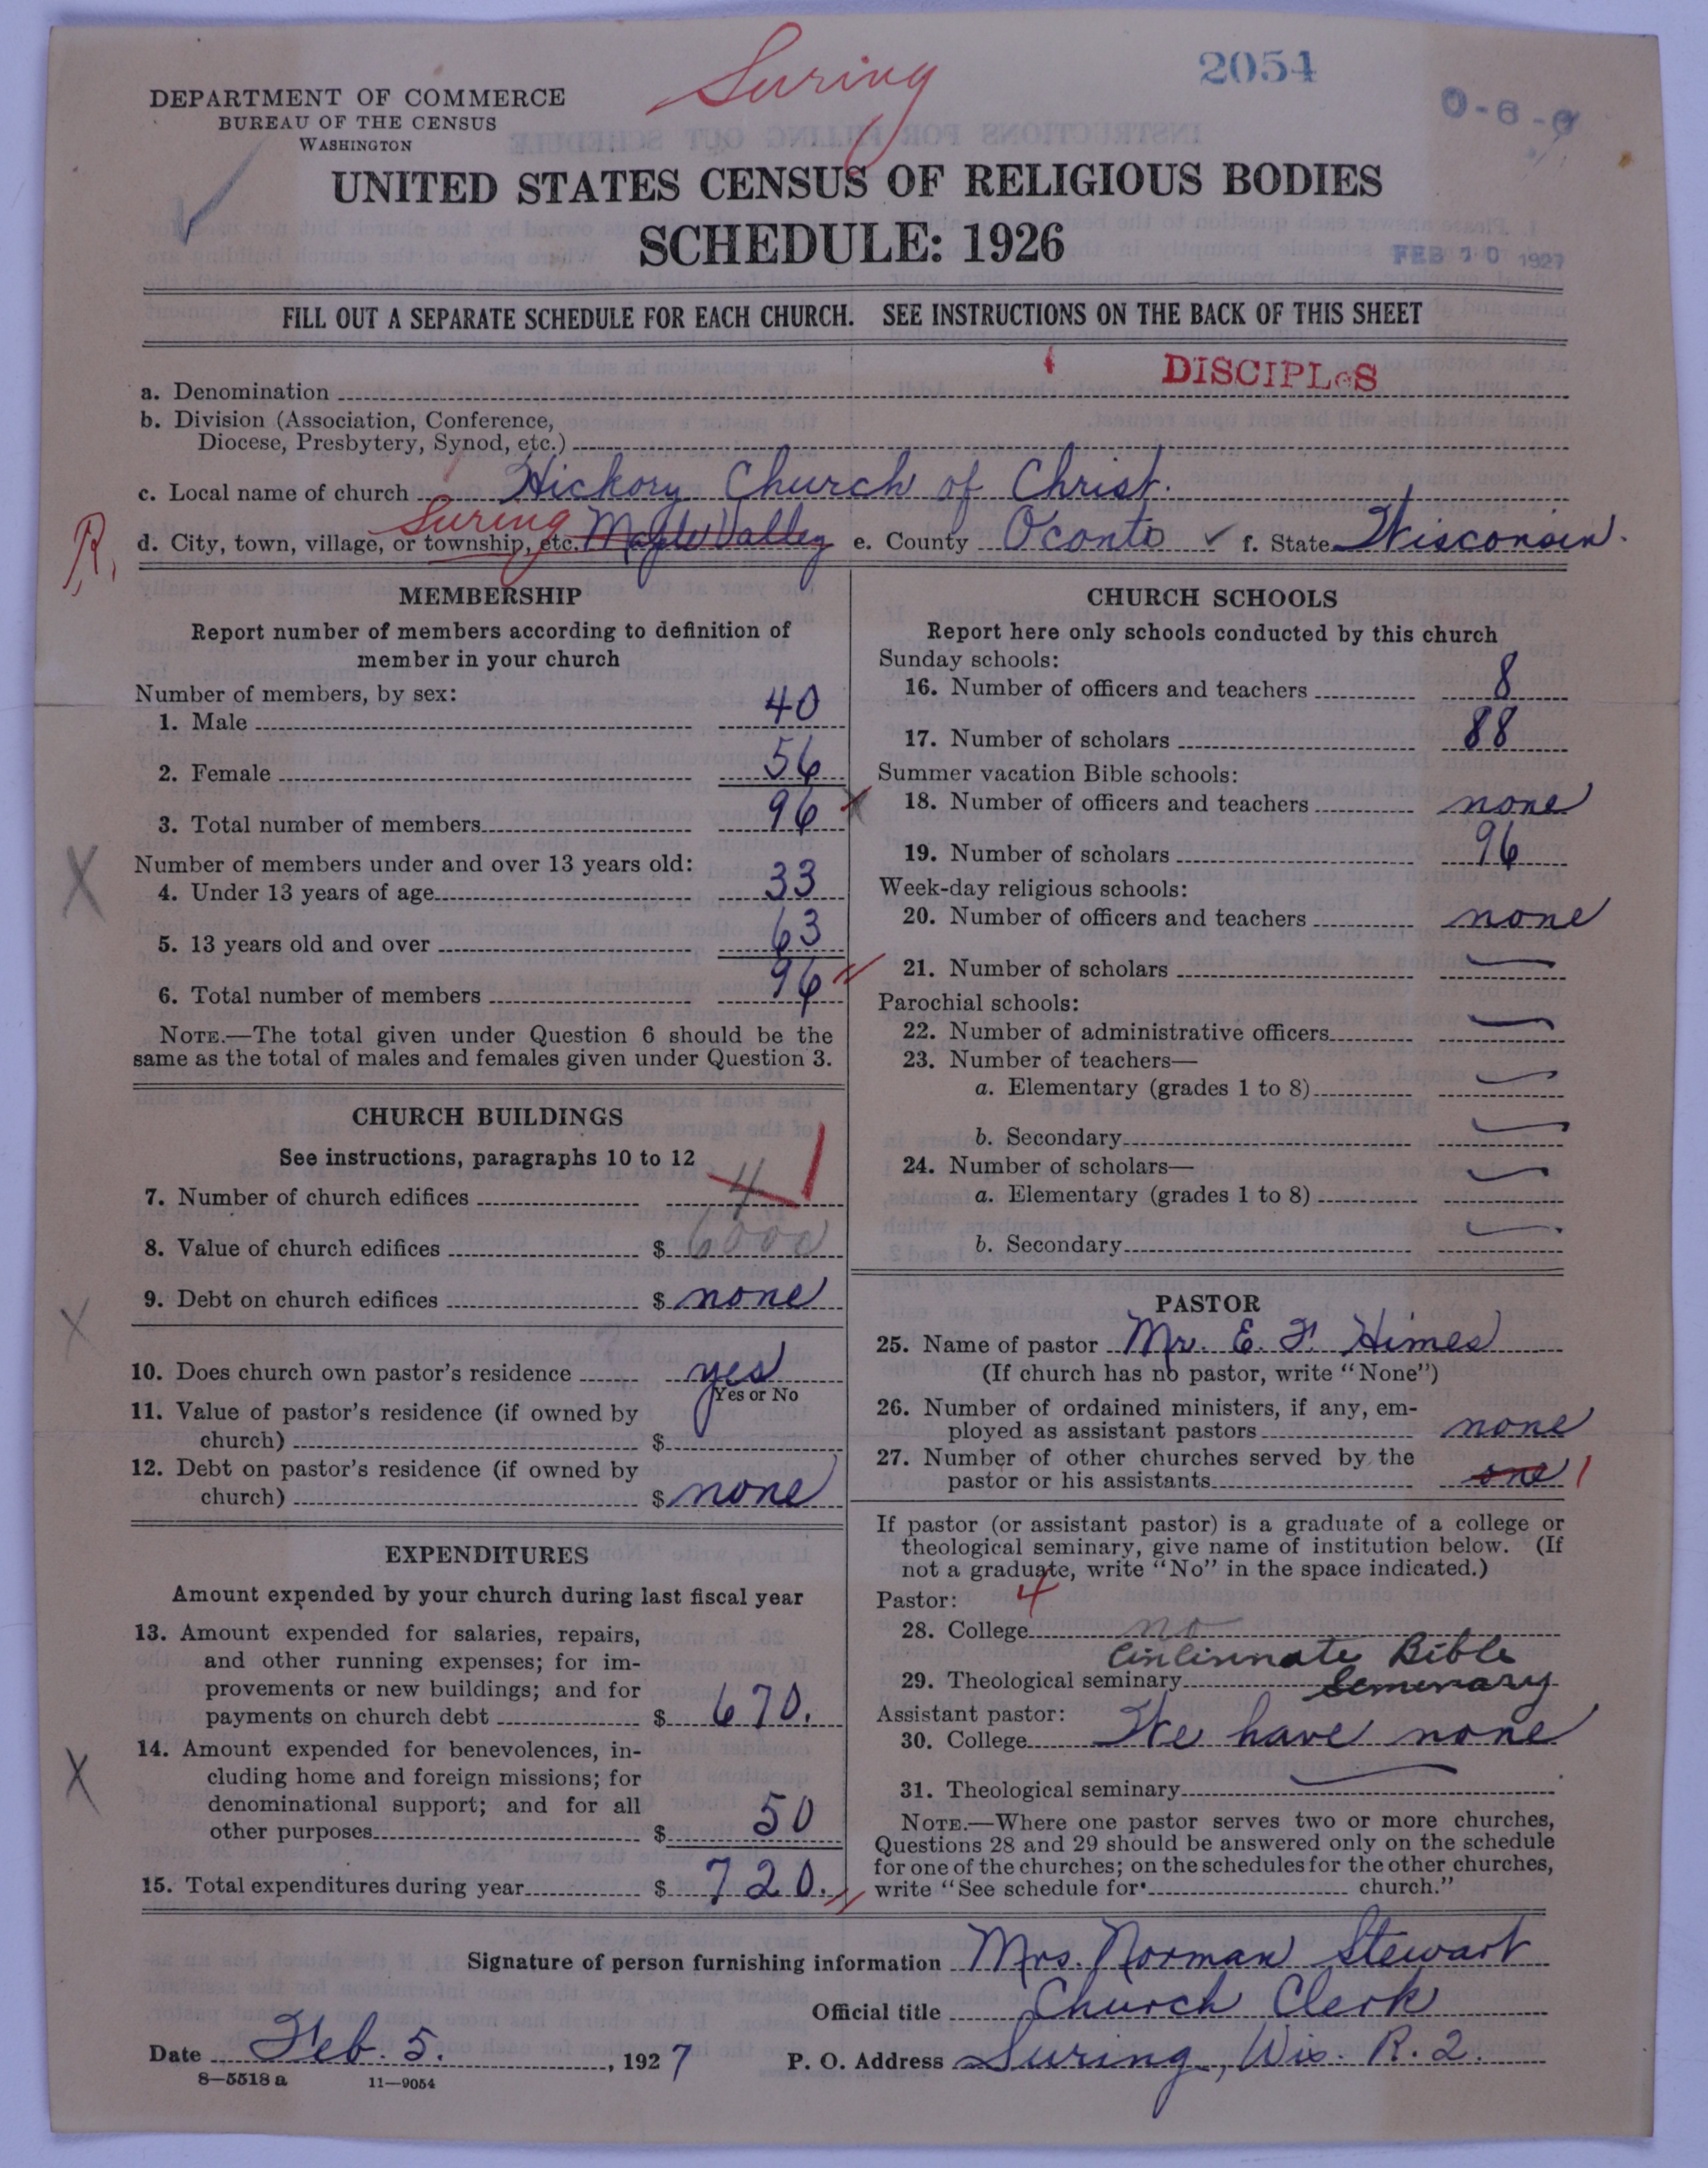 Suring
2054
0-6-0
DEPARTMENT OF COMMERCE
BUREAU OF THE CENSUS
WASHINGTON
UNITED STATES CENSUS OF RELIGIOUS BODIES
SCHEDULE: 1926
FEB 10 1927
FILL OUT A SEPARATE SCHEDULE FOR EACH CHURCH. SEE INSTRUCTIONS ON THE BACK OF THIS SHEET
a. Denomination DISCIPLeS
b. Division (Association, Conference,
Diocese, Presbytery, Synod, etc.)
c. Local name of church Hickory Church of Christ.
R. d. City, town, village, or township, etc. Suring Maple Valley e. County Oconto ✓ f. State Wisconsin.
MEMBERSHIP
Report number of members according to definition of
member in your church
Number of members, by sex:
1. Male 40
2. Female 56
3. Total number of members 96
Number of members under and over 13 years old:
4. Under 13 years of age 33
5. 13 years old and over 63
6. Total number of members 96
NOTE.—The total given under Question 6 should be the
same as the total of males and females given under Question 3.
CHURCH BUILDINGS
See instructions, paragraphs 10 to 12
7. Number of church edifices 4 1
8. Value of church edifices $ 6000
9. Debt on church edifices $ none
10. Does church own pastor's residence yes
Yes or No
11. Value of pastor's residence (if owned by
church) $
12. Debt on pastor's residence (if owned by
church) $ none
EXPENDITURES
Amount expended by your church during last fiscal year
13. Amount expended for salaries, repairs,
and other running expenses; for im-
provements or new buildings; and for
payments on church debt $ 670.
14. Amount expended for benevolences, in-
cluding home and foreign missions; for
denominational support; and for all
other purposes $ 50
15. Total expenditures during year $ 720.
CHURCH SCHOOLS
Report here only schools conducted by this church
Sunday schools:
16. Number of officers and teachers 8
17. Number of scholars 88
Summer vacation Bible schools:
18. Number of officers and teachers none
19. Number of scholars 96
Week-day religious schools:
20. Number of officers and teachers none
21. Number of scholars
Parochial schools:
22. Number of administrative officers
23. Number of teachers—
a. Elementary (grades 1 to 8)
b. Secondary
24. Number of scholars—
a. Elementary (grades 1 to 8)
b. Secondary
PASTOR
25. Name of pastor Mr. E. F. Himes
(If church has no pastor, write "None")
26. Number of ordained ministers, if any, em-
ployed as assistant pastors none
27. Number of other churches served by the
pastor or his assistants one 1
If pastor (or assistant pastor) is a graduate of a college or
theological seminary, give name of institution below. (If
not a graduate, write "No" in the space indicated.)
Pastor: 4
28. College no
Cincinnate Bible
29. Theological seminary Semenary
Assistant pastor:
30. College We have none
31. Theological seminary
NOTE.—Where one pastor serves two or more churches,
Questions 28 and 29 should be answered only on the schedule
for one of the churches; on the schedules for the other churches,
write "See schedule for church."
Signature of person furnishing information Mrs. Norman Stewart
Official title Church Clerk
Date Feb. 5., 1927 P. O. Address Suring, Wis. R. 2.
8—5518 a 11—9054